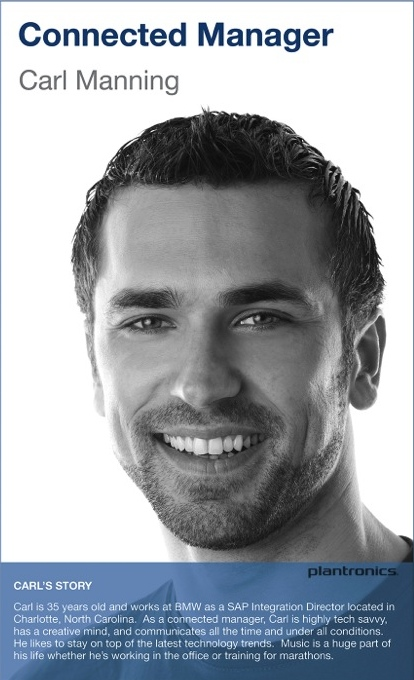 Connected Manager
Carl Manning
plantronics
CARL'S STORY
Carl is 35 years old and works at BMW as a SAP Integration Director located in
Charlotte, North Carolina.  As a connected manager, Carl is highly tech savvy,
has a creative mind, and communicates all the time and under all conditions.
He likes to stay on top of the latest technology trends.  Music is a huge part of
his life whether he's working in the office or training for marathons.